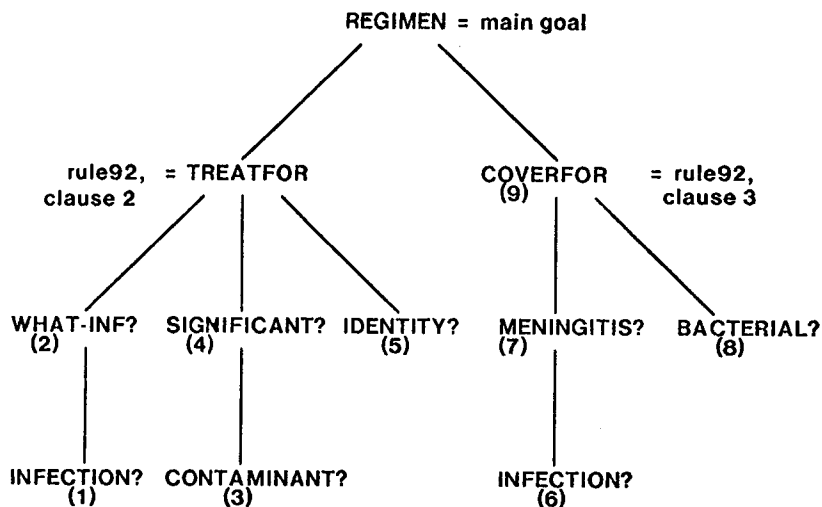 REGIMEN = main goal
rule92, = TREATFOR
clause 2
COVERFOR = rule92,
(9) clause 3
WHAT-INF? SIGNIFICANT? IDENTITY? MENINGITIS? BACTERIAL?
(2) (4) (5) (7) (8)
INFECTION? CONTAMINANT? INFECTION?
(1) (3) (6)